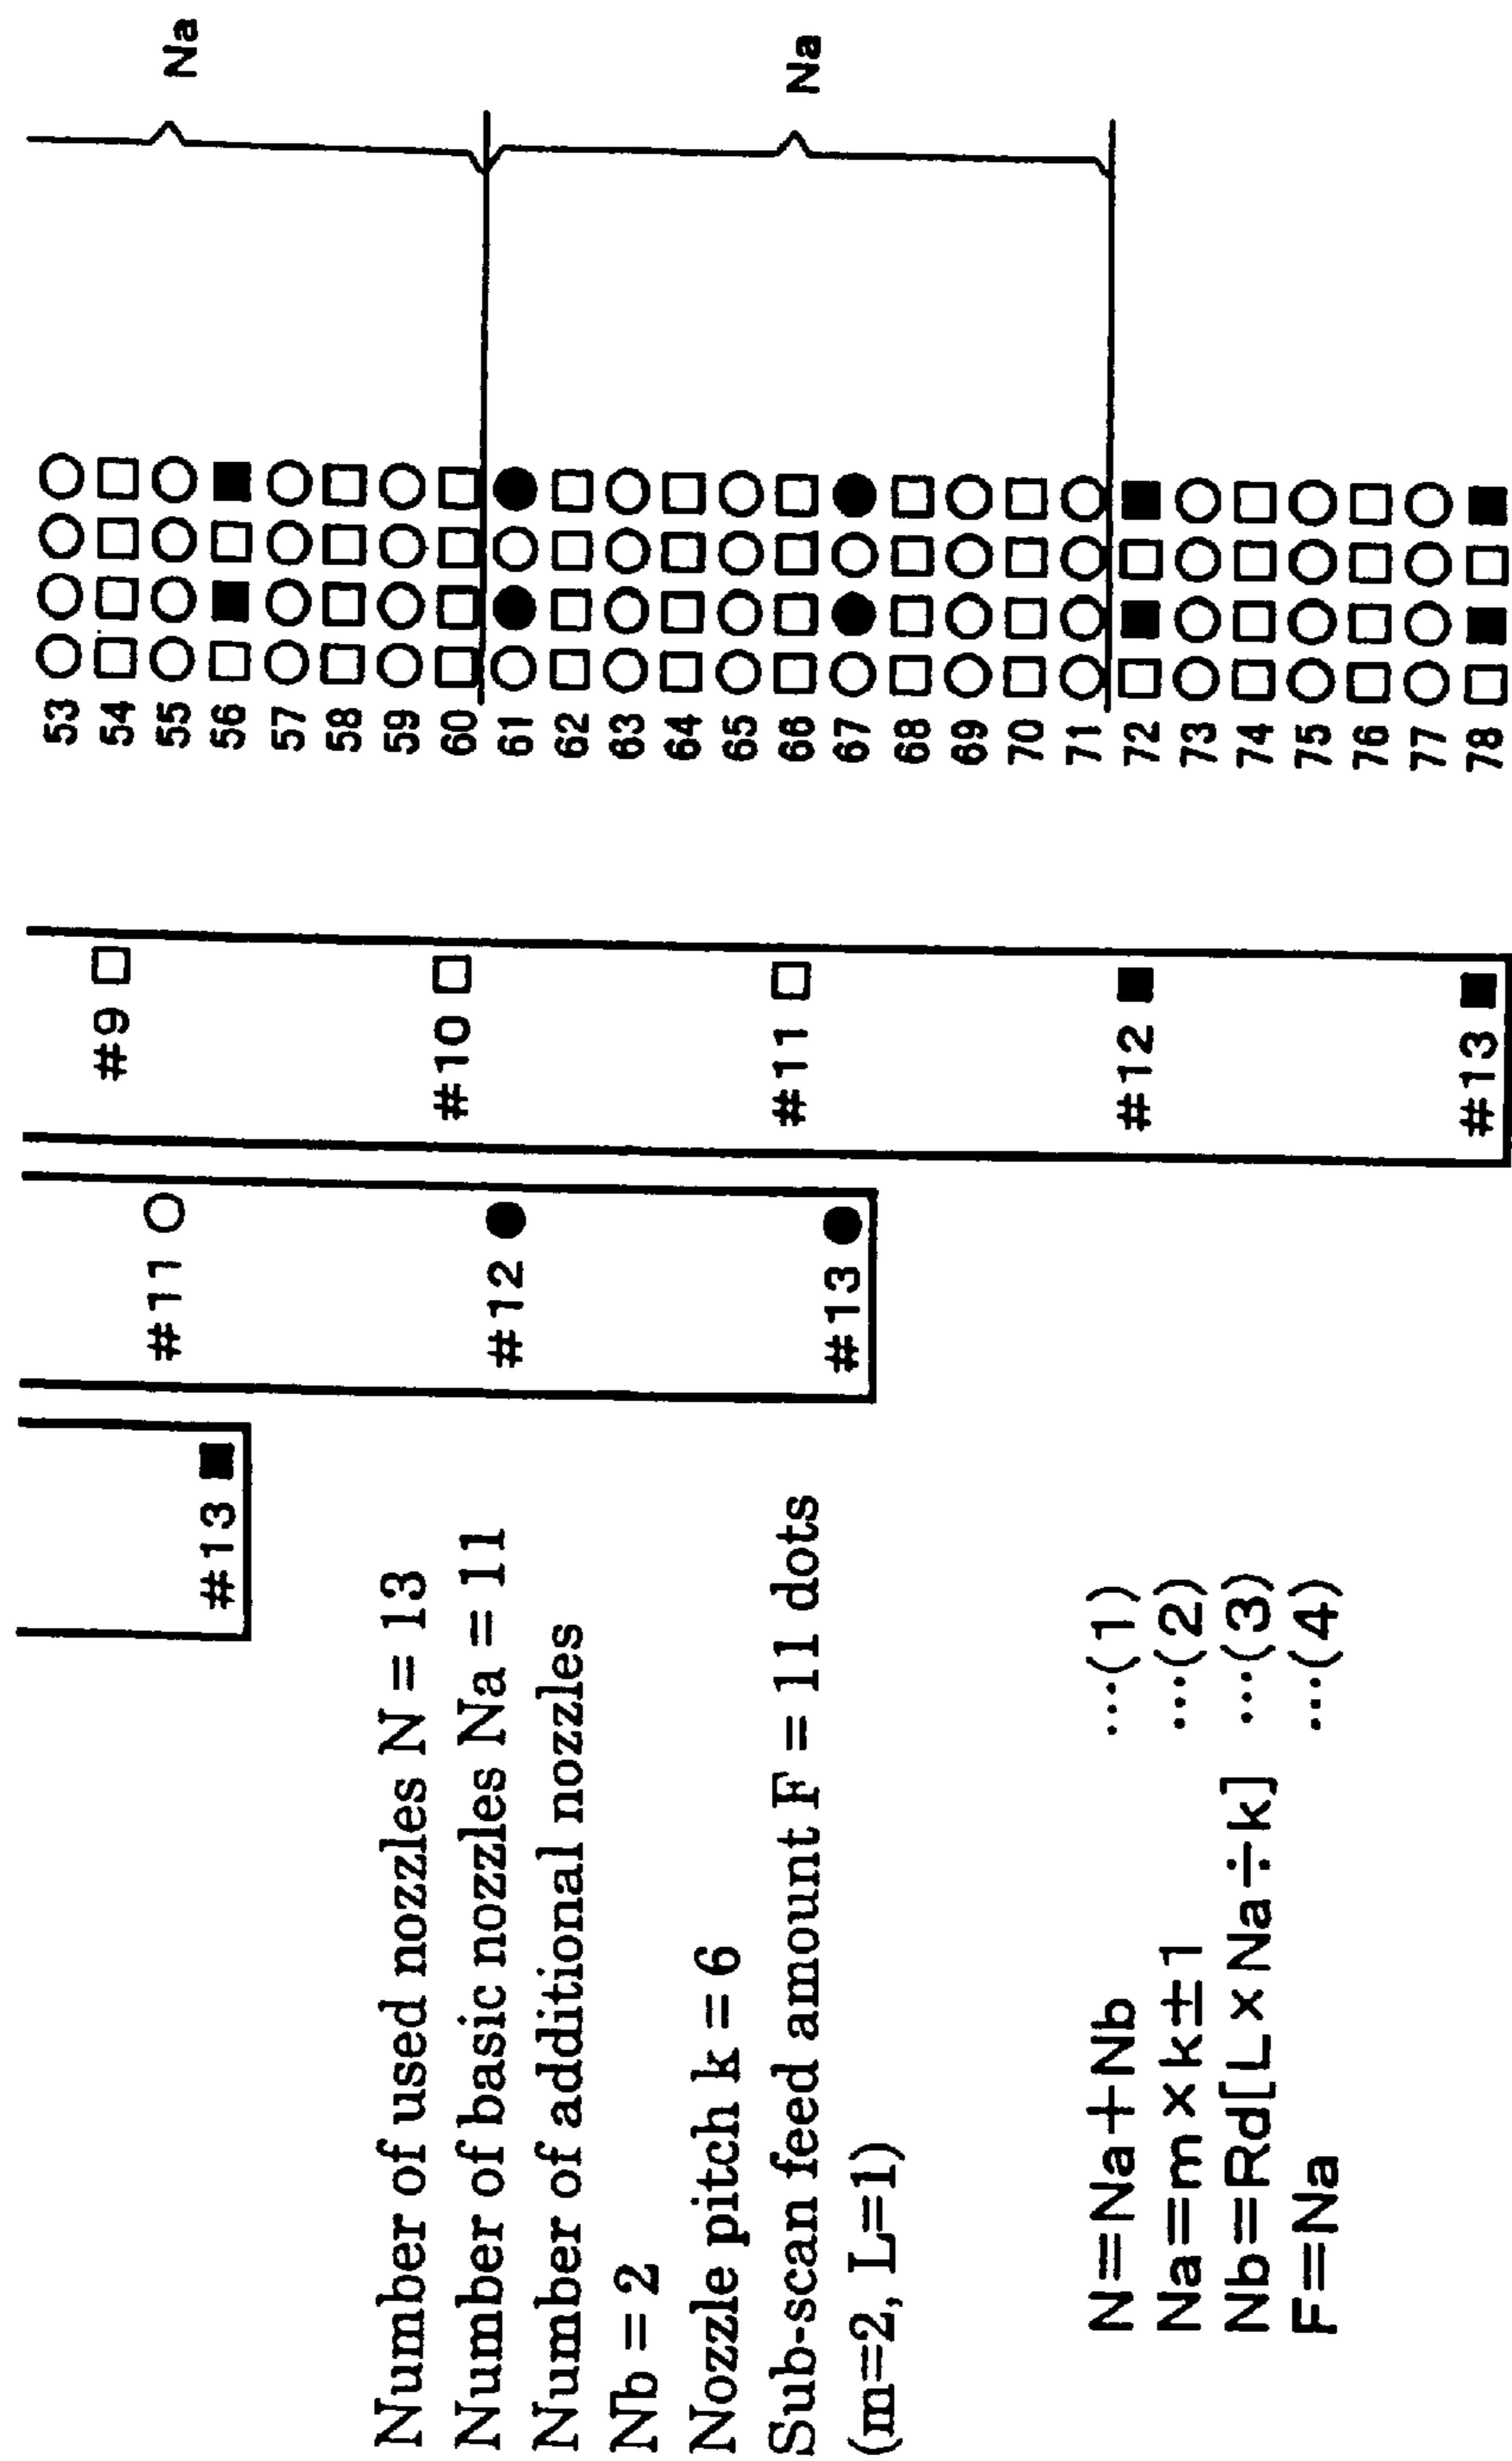 Na
Na
53
54
55
56
57
58
59
60
61
62
63
64
65
66
67
68
69
70
71
72
73
74
75
76
77
78
#9
#10
#11
#12
#13
#11
#12
#13
#13
Number of used nozzles N = 13
Number of basic nozzles Na = 11
Number of additional nozzles
Nb = 2
Nozzle pitch k = 6
Sub-scan feed amount F = 11 dots
(m=2, L=1)
N=Na+Nb …(1)
Na=m×k±1 …(2)
Nb=Rd[L×Na÷k] …(3)
F=Na …(4)